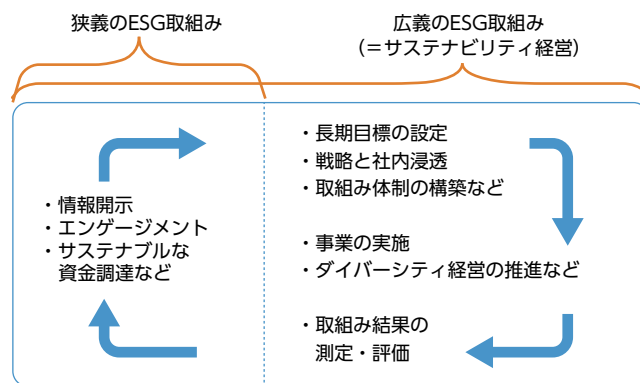 狭義のESG取組み
広義のESG取組み
（＝サステナビリティ経営）
・情報開示
・エンゲージメント
・サステナブルな
資金調達など
・長期目標の設定
・戦略と社内浸透
・取組み体制の構築など
・事業の実施
・ダイバーシティ経営の推進など
・取組み結果の
測定・評価